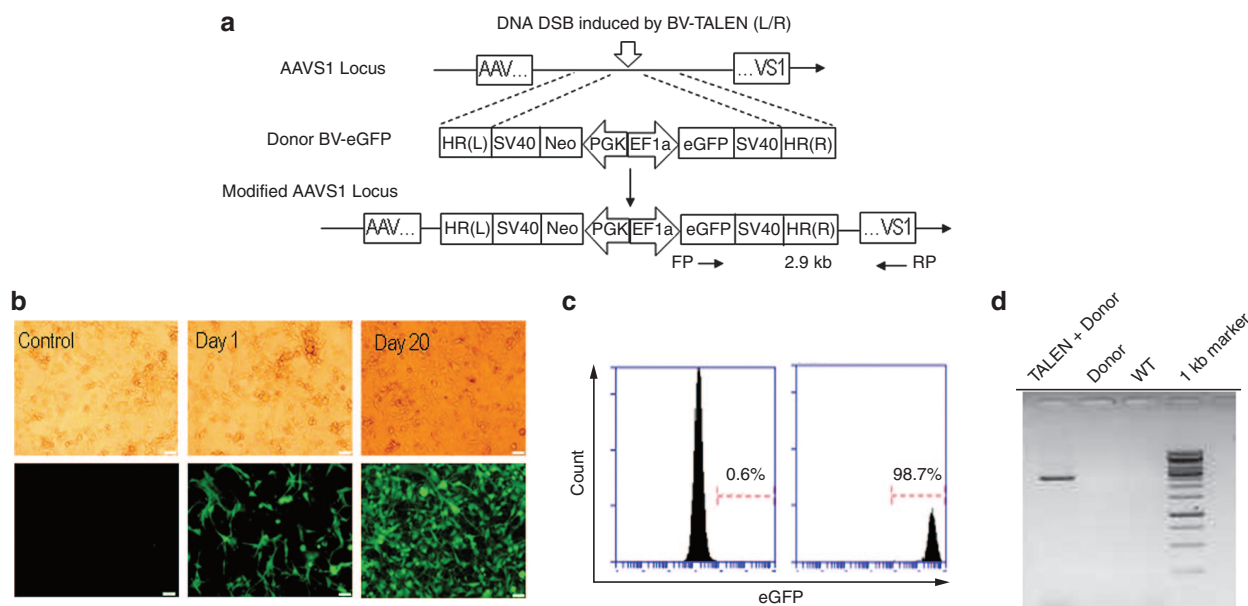 a
DNA DSB induced by BV-TALEN (L/R)
AAVS1 Locus
AAV...
...VS1
Donor BV-eGFP
HR(L) SV40 Neo PGK EF1a eGFP SV40 HR(R)
Modified AAVS1 Locus
AAV... HR(L) SV40 Neo PGK EF1a eGFP SV40 HR(R) ...VS1
FP 2.9 kb RP
b
Control
Day 1
Day 20
c
Count
0.6%
98.7%
eGFP
d
TALEN + Donor
Donor
WT
1 kb marker